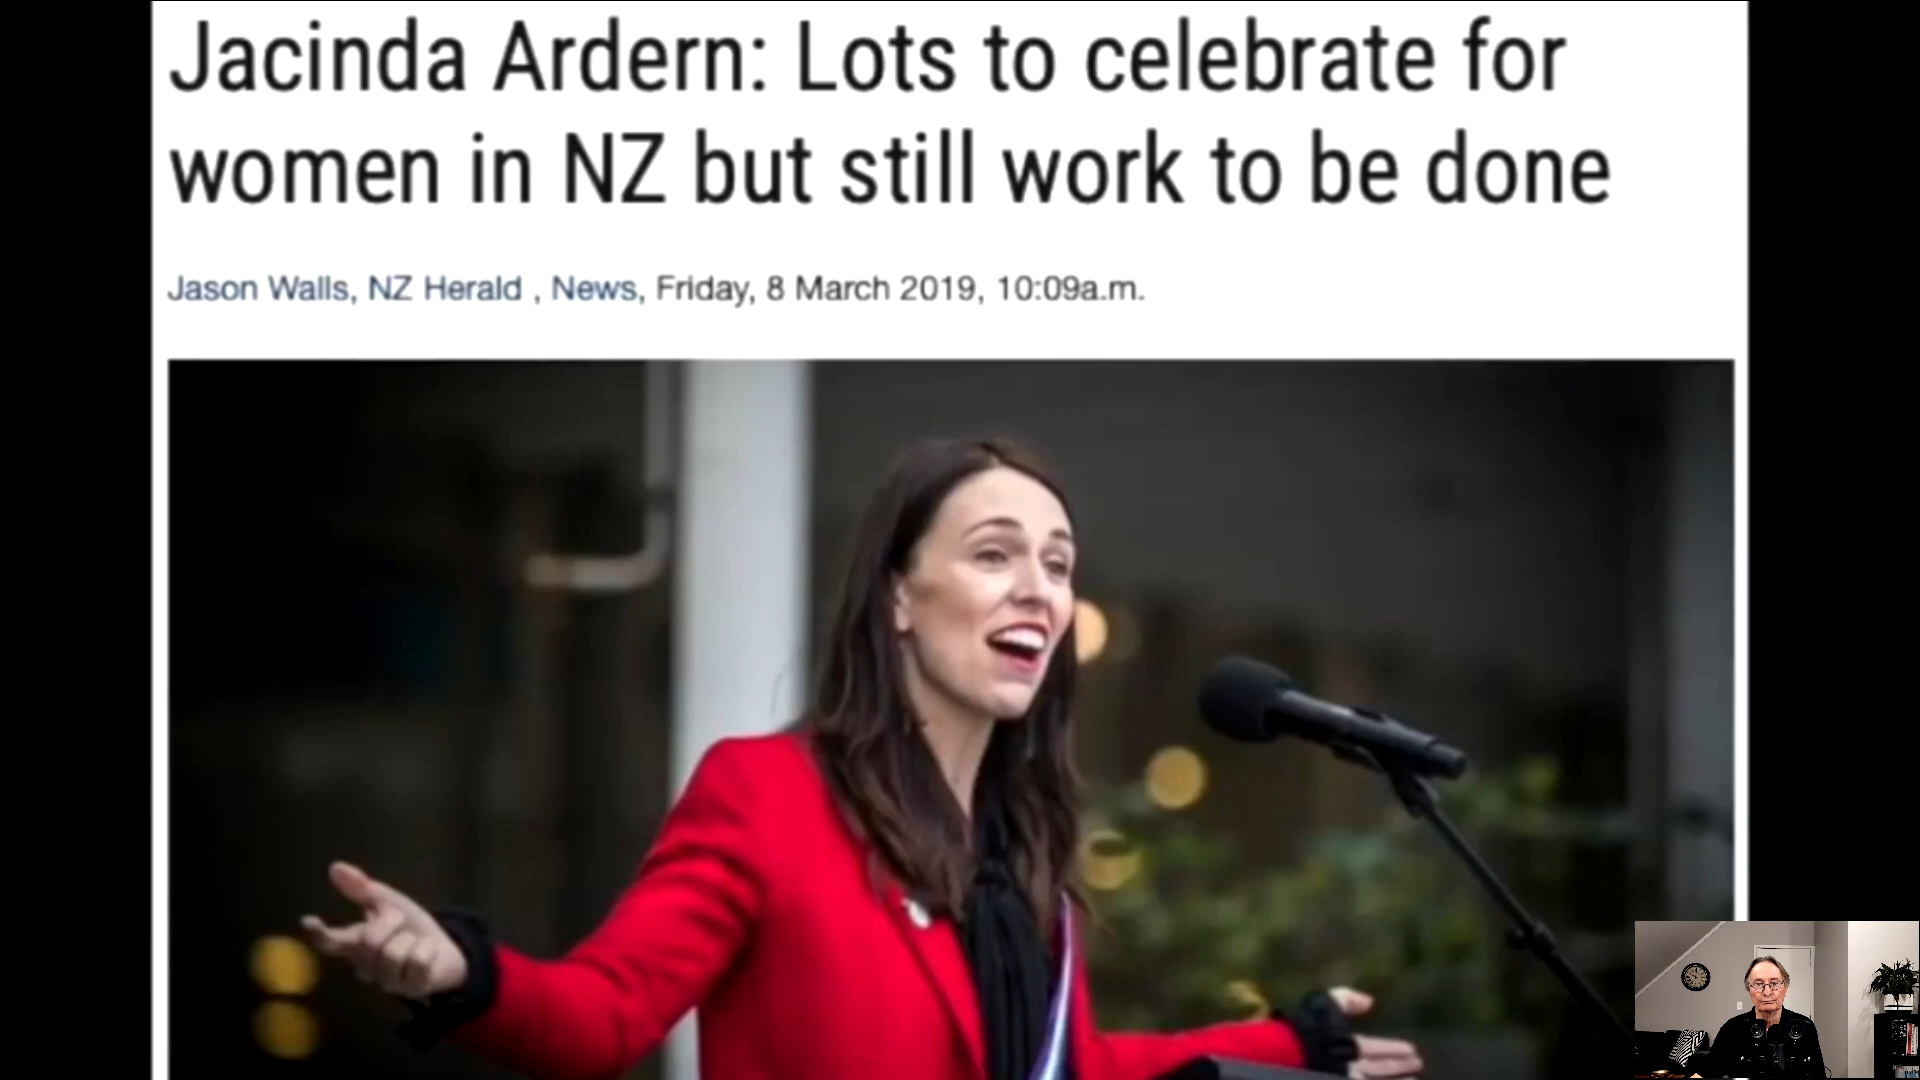 Jacinda Ardern: Lots to celebrate for
women in NZ but still work to be done
Jason Walls, NZ Herald , News, Friday, 8 March 2019, 10:09a.m.